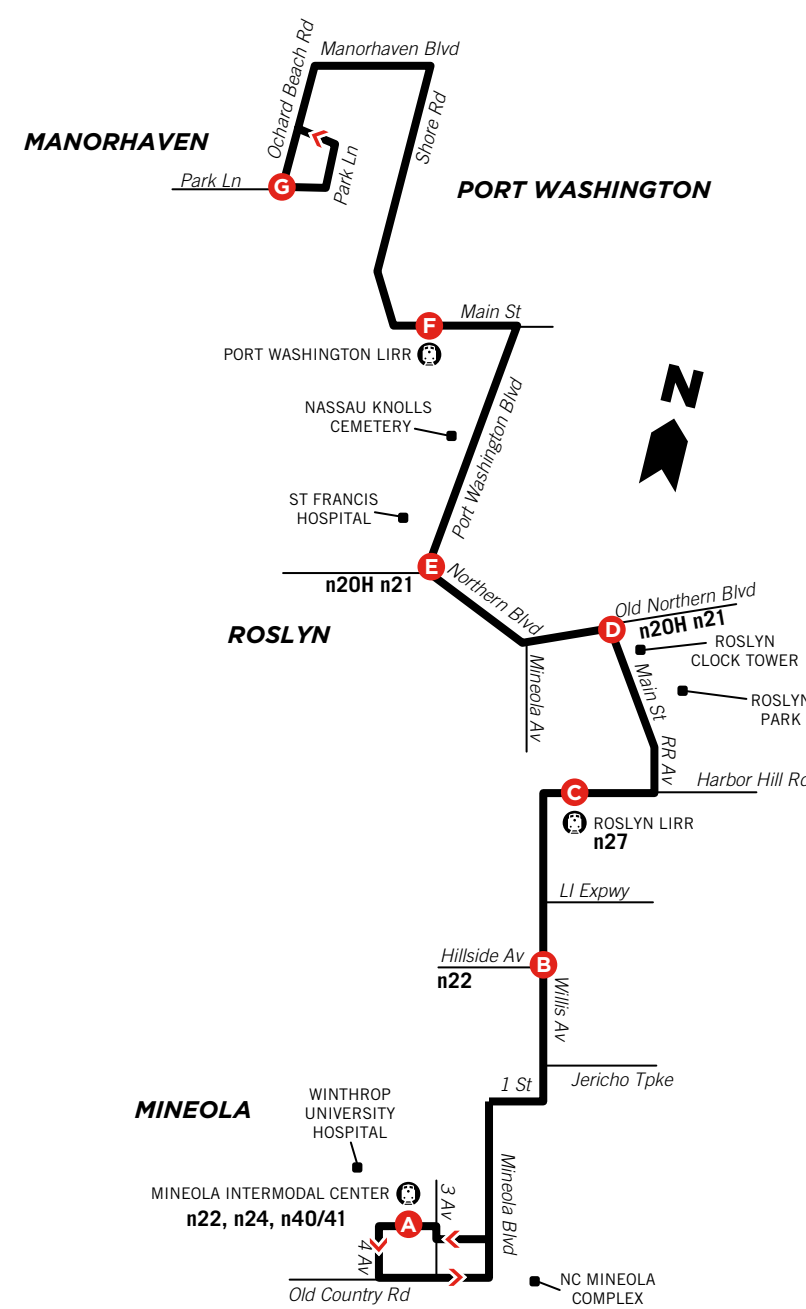 Manorhaven Blvd
Ochard Beach Rd
Shore Rd
MANORHAVEN
Park Ln
G
Park Ln
PORT WASHINGTON
Main St
F
PORT WASHINGTON LIRR
N
NASSAU KNOLLS
CEMETERY
Port Washington Blvd
ST FRANCIS
HOSPITAL
E
n20H n21
Northern Blvd
Old Northern Blvd
D
n20H n21
ROSLYN
ROSLYN
CLOCK TOWER
Mineola Av
Main St
ROSLYN
PARK
RR Av
Harbor Hill Rd
C
ROSLYN LIRR
n27
LI Expwy
Hillside Av
B
n22
Willis Av
Jericho Tpke
1 St
MINEOLA
WINTHROP
UNIVERSITY
HOSPITAL
Mineola Blvd
MINEOLA INTERMODAL CENTER
3 Av
n22, n24, n40/41
A
4 Av
Old Country Rd
NC MINEOLA
COMPLEX